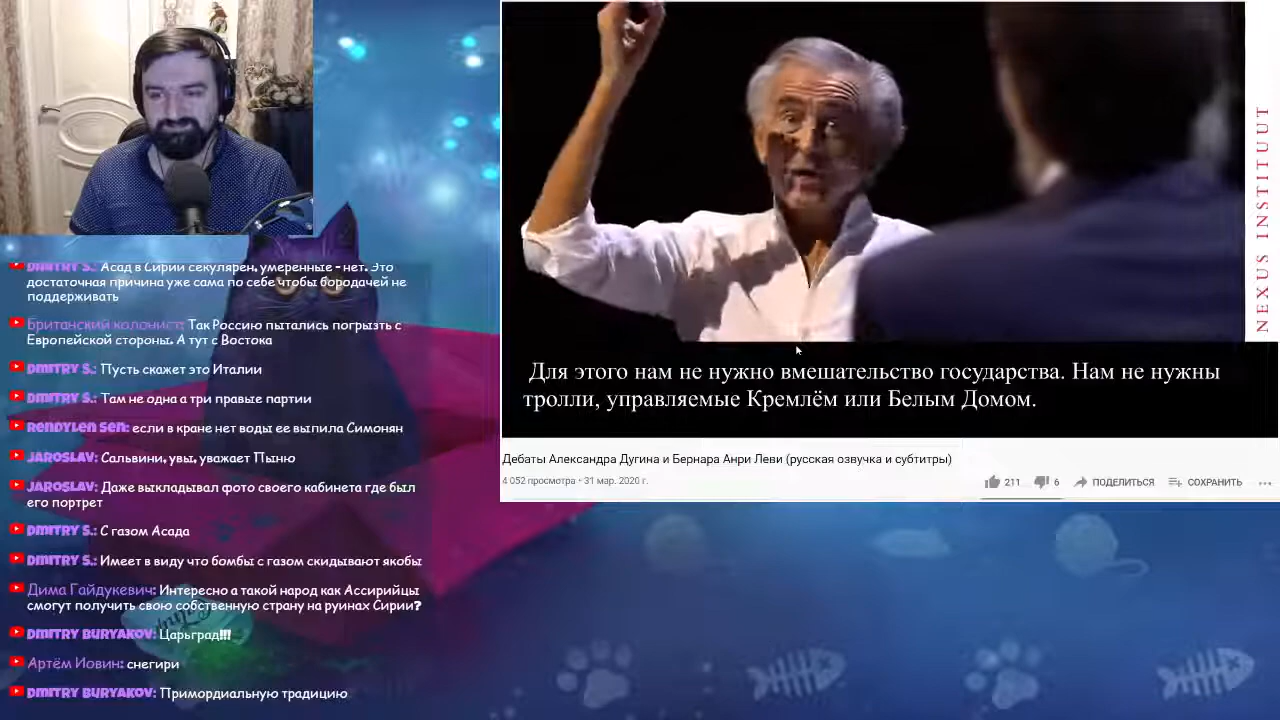 DMITRY S.: Асад в Сирии секулярен, умеренные - нет. Это
достаточная причина уже сама по себе чтобы бородачей не
поддерживать
Британский колонист: Так Россию пытались погрызть с
Европейской стороны. А тут с Востока
DMITRY S.: Пусть скажет это Италии
DMITRY S.: Там не одна а три правые партии
Rendylen Sen: если в кране нет воды ее выпила Симонян
JAROSLAV: Сальвини, увы, уважает Пыню
JAROSLAV: Даже выкладывал фото своего кабинета где был
его портрет
DMITRY S.: С газом Асада
DMITRY S.: Имеет в виду что бомбы с газом скидывают якобы
Дима Гайдукевич: Интересно а такой народ как Ассирийцы
смогут получить свою собственную страну на руинах Сирии?
DMITRY BURYAKOV: Царьград!!!
Артём Иовин: снегири
DMITRY BURYAKOV: Примордиальную традицию
NEXUS INSTITUUT
Для этого нам не нужно вмешательство государства. Нам не нужны
тролли, управляемые Кремлём или Белым Домом.
Дебаты Александра Дугина и Бернара Анри Леви (русская озвучка и субтитры)
4 052 просмотра • 31 мар. 2020 г.
211 6 ПОДЕЛИТЬСЯ СОХРАНИТЬ ...